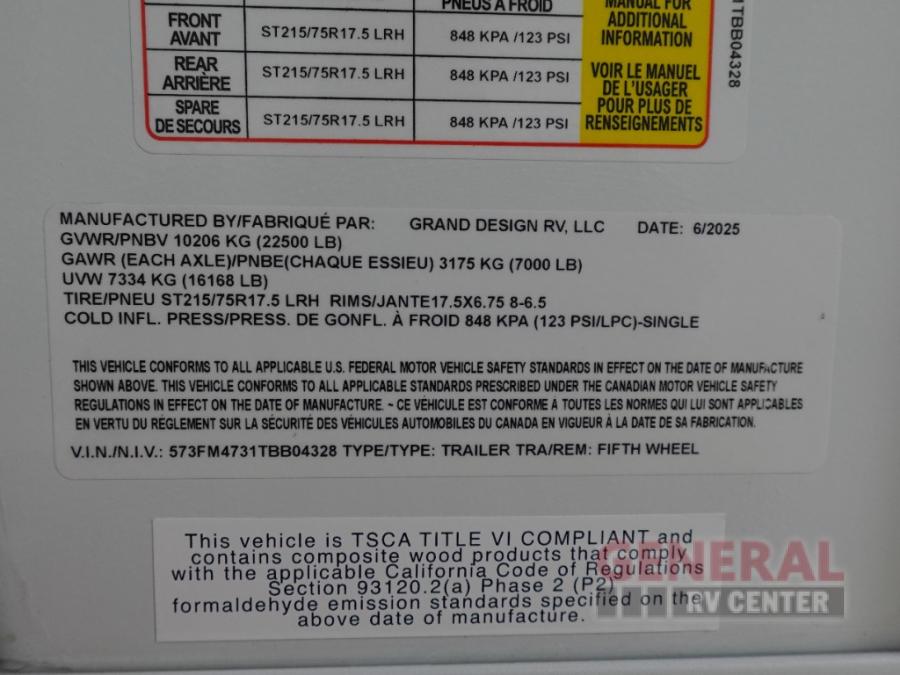 PNEUS À FROID
FRONT
AVANT
ST215/75R17.5 LRH
848 KPA /123 PSI
REAR
ARRIÈRE
ST215/75R17.5 LRH
848 KPA /123 PSI
SPARE
DE SECOURS
ST215/75R17.5 LRH
848 KPA /123 PSI
MANUAL FOR
ADDITIONAL
INFORMATION
VOIR LE MANUEL
DE L'USAGER
POUR PLUS DE
RENSEIGNEMENTS
1TBB04328
MANUFACTURED BY/FABRIQUÉ PAR: GRAND DESIGN RV, LLC DATE: 6/2025
GVWR/PNBV 10206 KG (22500 LB)
GAWR (EACH AXLE)/PNBE(CHAQUE ESSIEU) 3175 KG (7000 LB)
UVW 7334 KG (16168 LB)
TIRE/PNEU ST215/75R17.5 LRH RIMS/JANTE17.5X6.75 8-6.5
COLD INFL. PRESS/PRESS. DE GONFL. À FROID 848 KPA (123 PSI/LPC)-SINGLE
THIS VEHICLE CONFORMS TO ALL APPLICABLE U.S. FEDERAL MOTOR VEHICLE SAFETY STANDARDS IN EFFECT ON THE DATE OF MANUFACTURE
SHOWN ABOVE. THIS VEHICLE CONFORMS TO ALL APPLICABLE STANDARDS PRESCRIBED UNDER THE CANADIAN MOTOR VEHICLE SAFETY
REGULATIONS IN EFFECT ON THE DATE OF MANUFACTURE. ~ CE VÉHICULE EST CONFORME À TOUTES LES NORMES QUI LUI SONT APPLICABLES
EN VERTU DU RÉGLEMENT SUR LA SÉCURITÉ DES VÉHICULES AUTOMOBILES DU CANADA EN VIGUEUR À LA DATE DE SA FABRICATION.
V.I.N./N.I.V.: 573FM4731TBB04328 TYPE/TYPE: TRAILER TRA/REM: FIFTH WHEEL
This vehicle is TSCA TITLE VI COMPLIANT and
contains composite wood products that comply
with the applicable California Code of Regulations
Section 93120.2(a) Phase 2 (P2)
formaldehyde emission standards specified on the
above date of manufacture.
GENERAL
RV CENTER